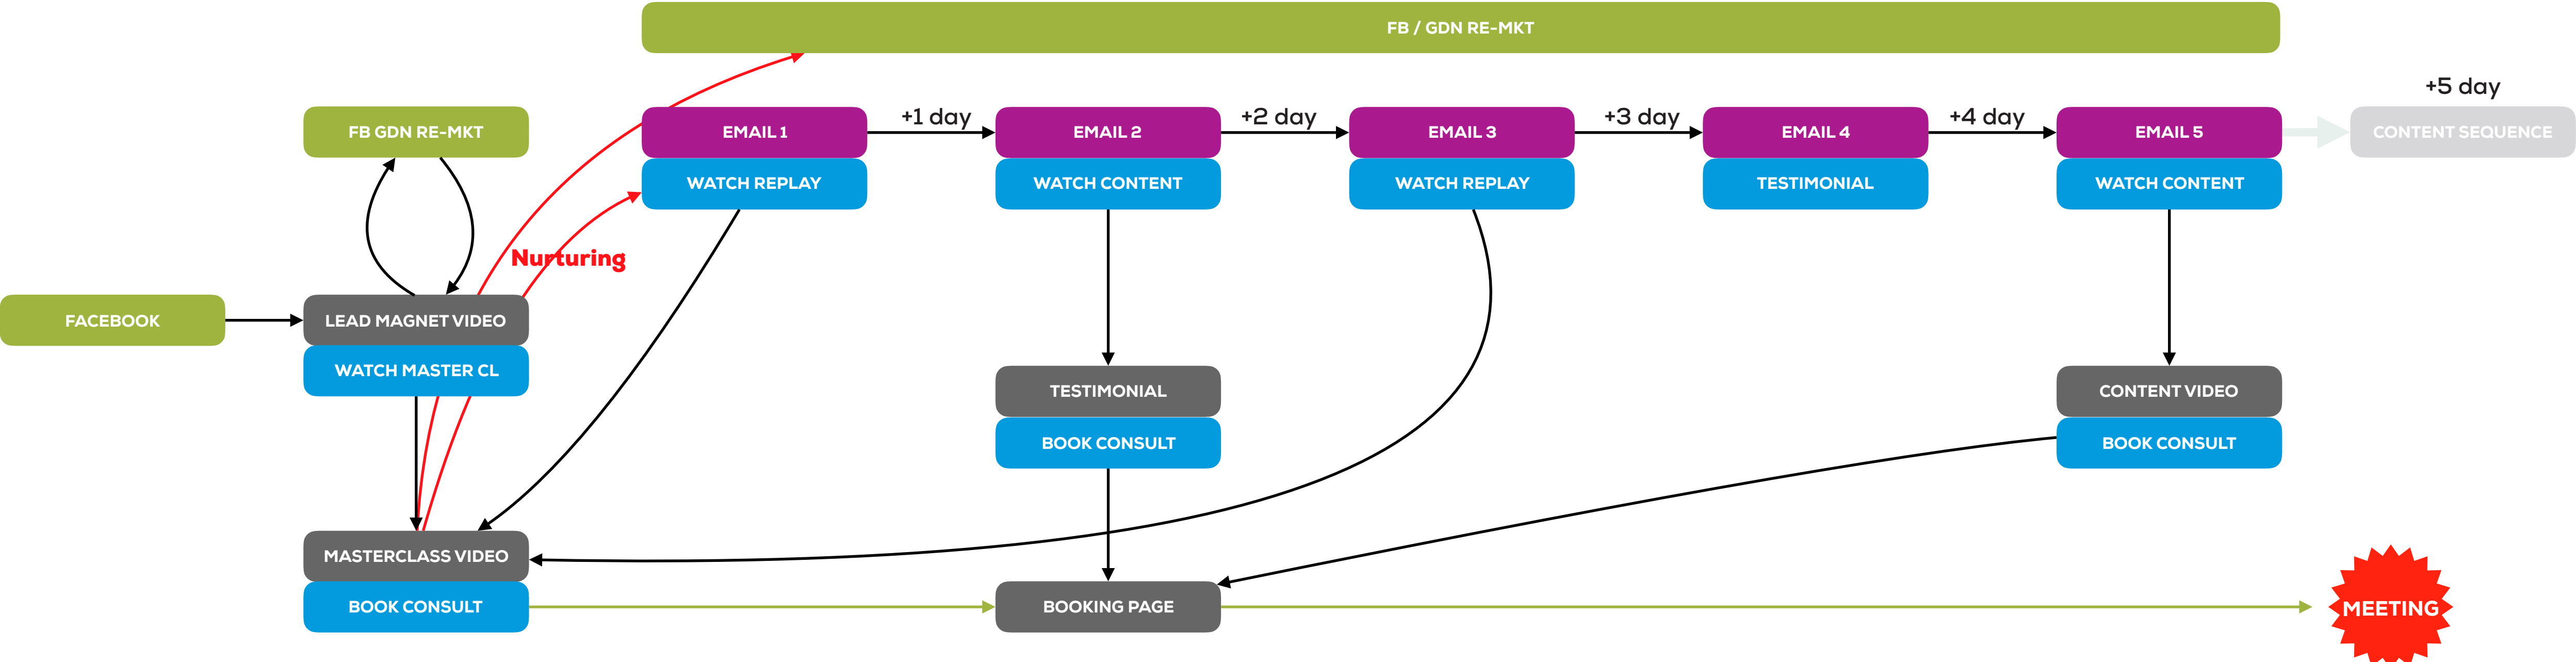 FB / GDN RE-MKT
+5 day
FB GDN RE-MKT
EMAIL 1
+1 day
EMAIL 2
+2 day
EMAIL 3
+3 day
EMAIL 4
+4 day
EMAIL 5
CONTENT SEQUENCE
WATCH REPLAY
WATCH CONTENT
WATCH REPLAY
TESTIMONIAL
WATCH CONTENT
Nurturing
FACEBOOK
LEAD MAGNET VIDEO
WATCH MASTER CL
TESTIMONIAL
BOOK CONSULT
CONTENT VIDEO
BOOK CONSULT
MASTERCLASS VIDEO
BOOK CONSULT
BOOKING PAGE
MEETING